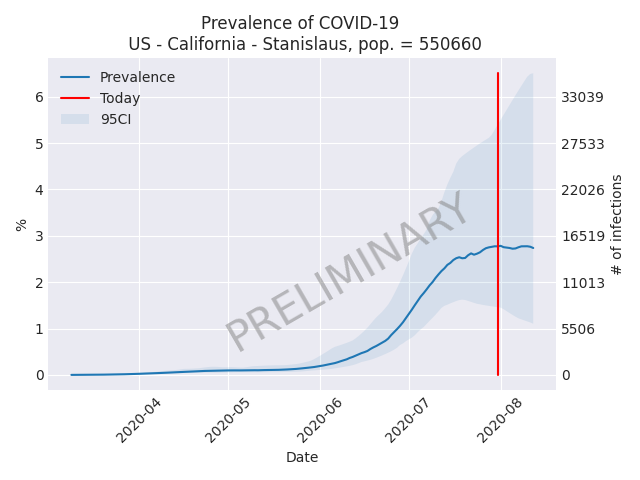 Prevalence of COVID-19
US - California - Stanislaus, pop. = 550660
Prevalence
Today
95CI
6
5
4
3
2
1
0
%
33039
27533
22026
16519
11013
5506
0
# of infections
PRELIMINARY
2020-04
2020-05
2020-06
2020-07
2020-08
Date